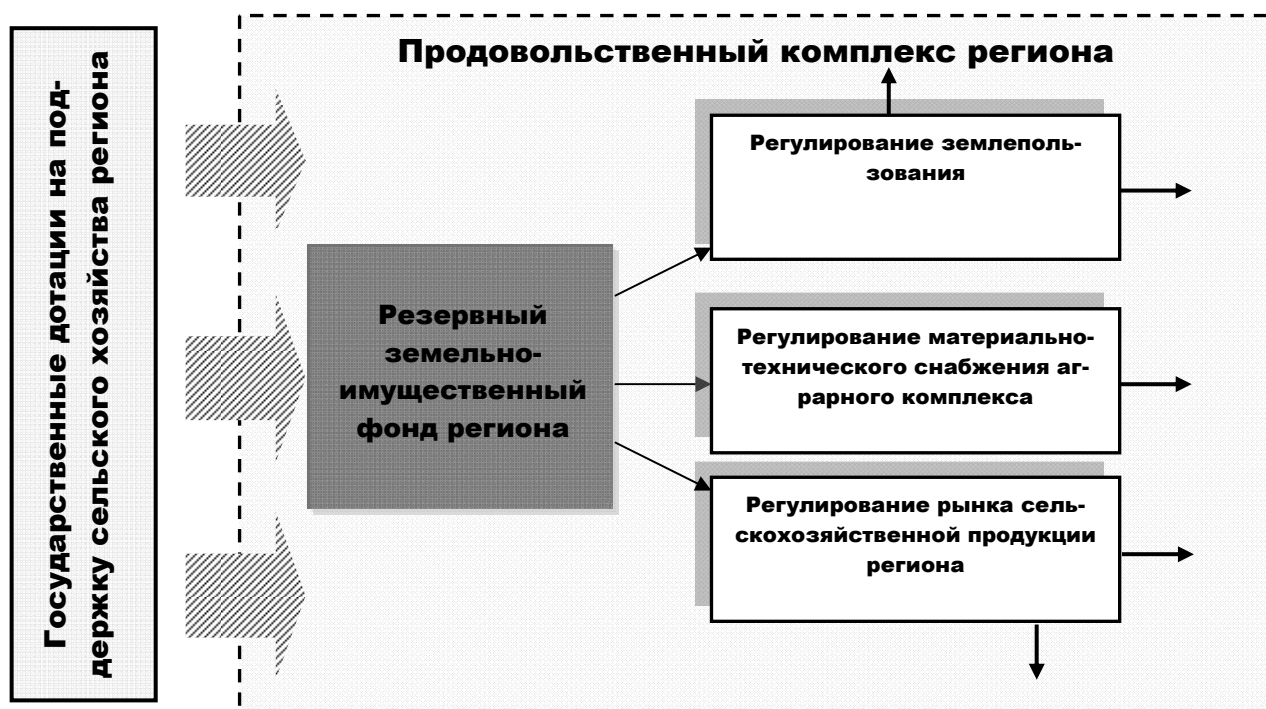 Государственные дотации на под-
держку сельского хозяйства региона
Продовольственный комплекс региона
Резервный
земельно-
имущественный
фонд региона
Регулирование землеполь-
зования
Регулирование материально-
технического снабжения аг-
рарного комплекса
Регулирование рынка сель-
скохозяйственной продукции
региона